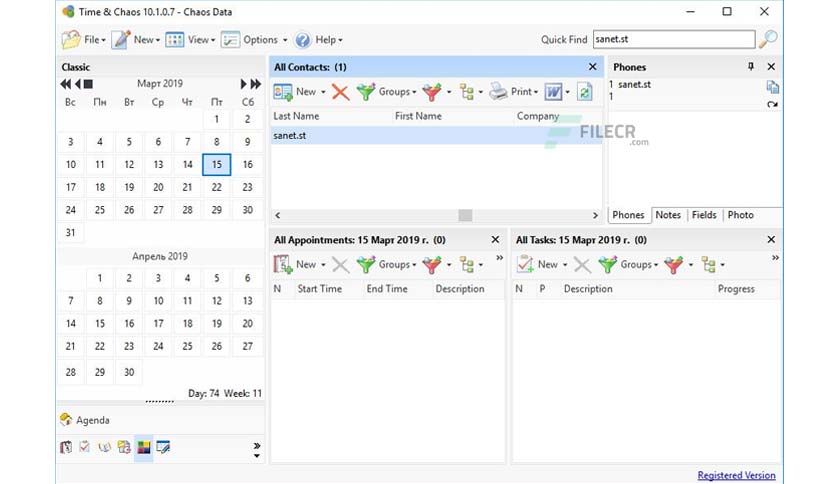 Time & Chaos 10.1.0.7 - Chaos Data
File New View Options Help Quick Find sanet.st
Classic
Март 2019
Вс Пн Вт Ср Чт Пт Сб
1 2
3 4 5 6 7 8 9
10 11 12 13 14 15 16
17 18 19 20 21 22 23
24 25 26 27 28 29 30
31
Апрель 2019
1 2 3 4 5 6
7 8 9 10 11 12 13
14 15 16 17 18 19 20
21 22 23 24 25 26 27
28 29 30
Day: 74 Week: 11
Agenda
All Contacts: (1)
New Groups Print W
Last Name First Name Company
sanet.st
FILECR
.com
Phones
1 sanet.st
1
Phones Notes Fields Photo
All Appointments: 15 Март 2019 г. (0)
New Groups
N Start Time End Time Description
All Tasks: 15 Март 2019 г. (0)
New Groups
N P Description Progress
Registered Version